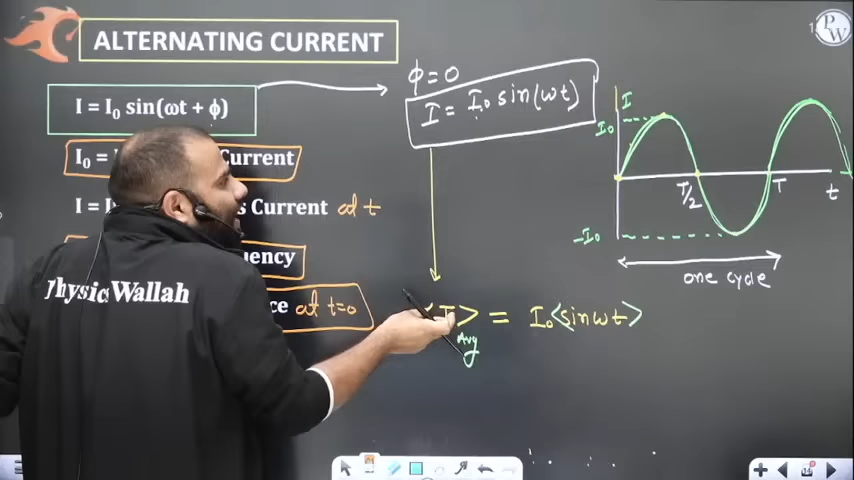 ALTERNATING CURRENT
I = I₀ sin(ωt + ϕ)
I₀ =
Current
I =
s Current at t
uency
ce at t=0
ϕ=0
I = I₀ sin(ωt)
I
I₀
-I₀
T/2
T
t
one cycle
<I> = I₀<sinωt>
Avg
PhysicsWallah
P
W